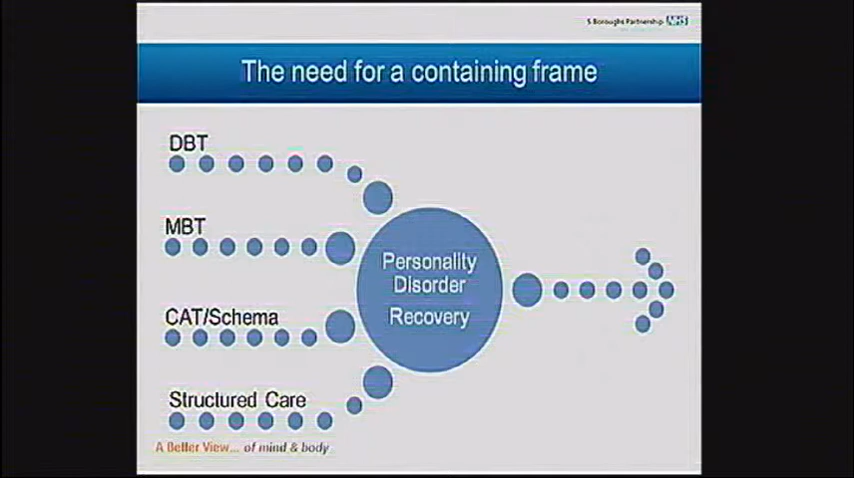 5 Boroughs Partnership NHS
The need for a containing frame
DBT
MBT
CAT/Schema
Structured Care
Personality
Disorder
Recovery
A Better View... of mind & body